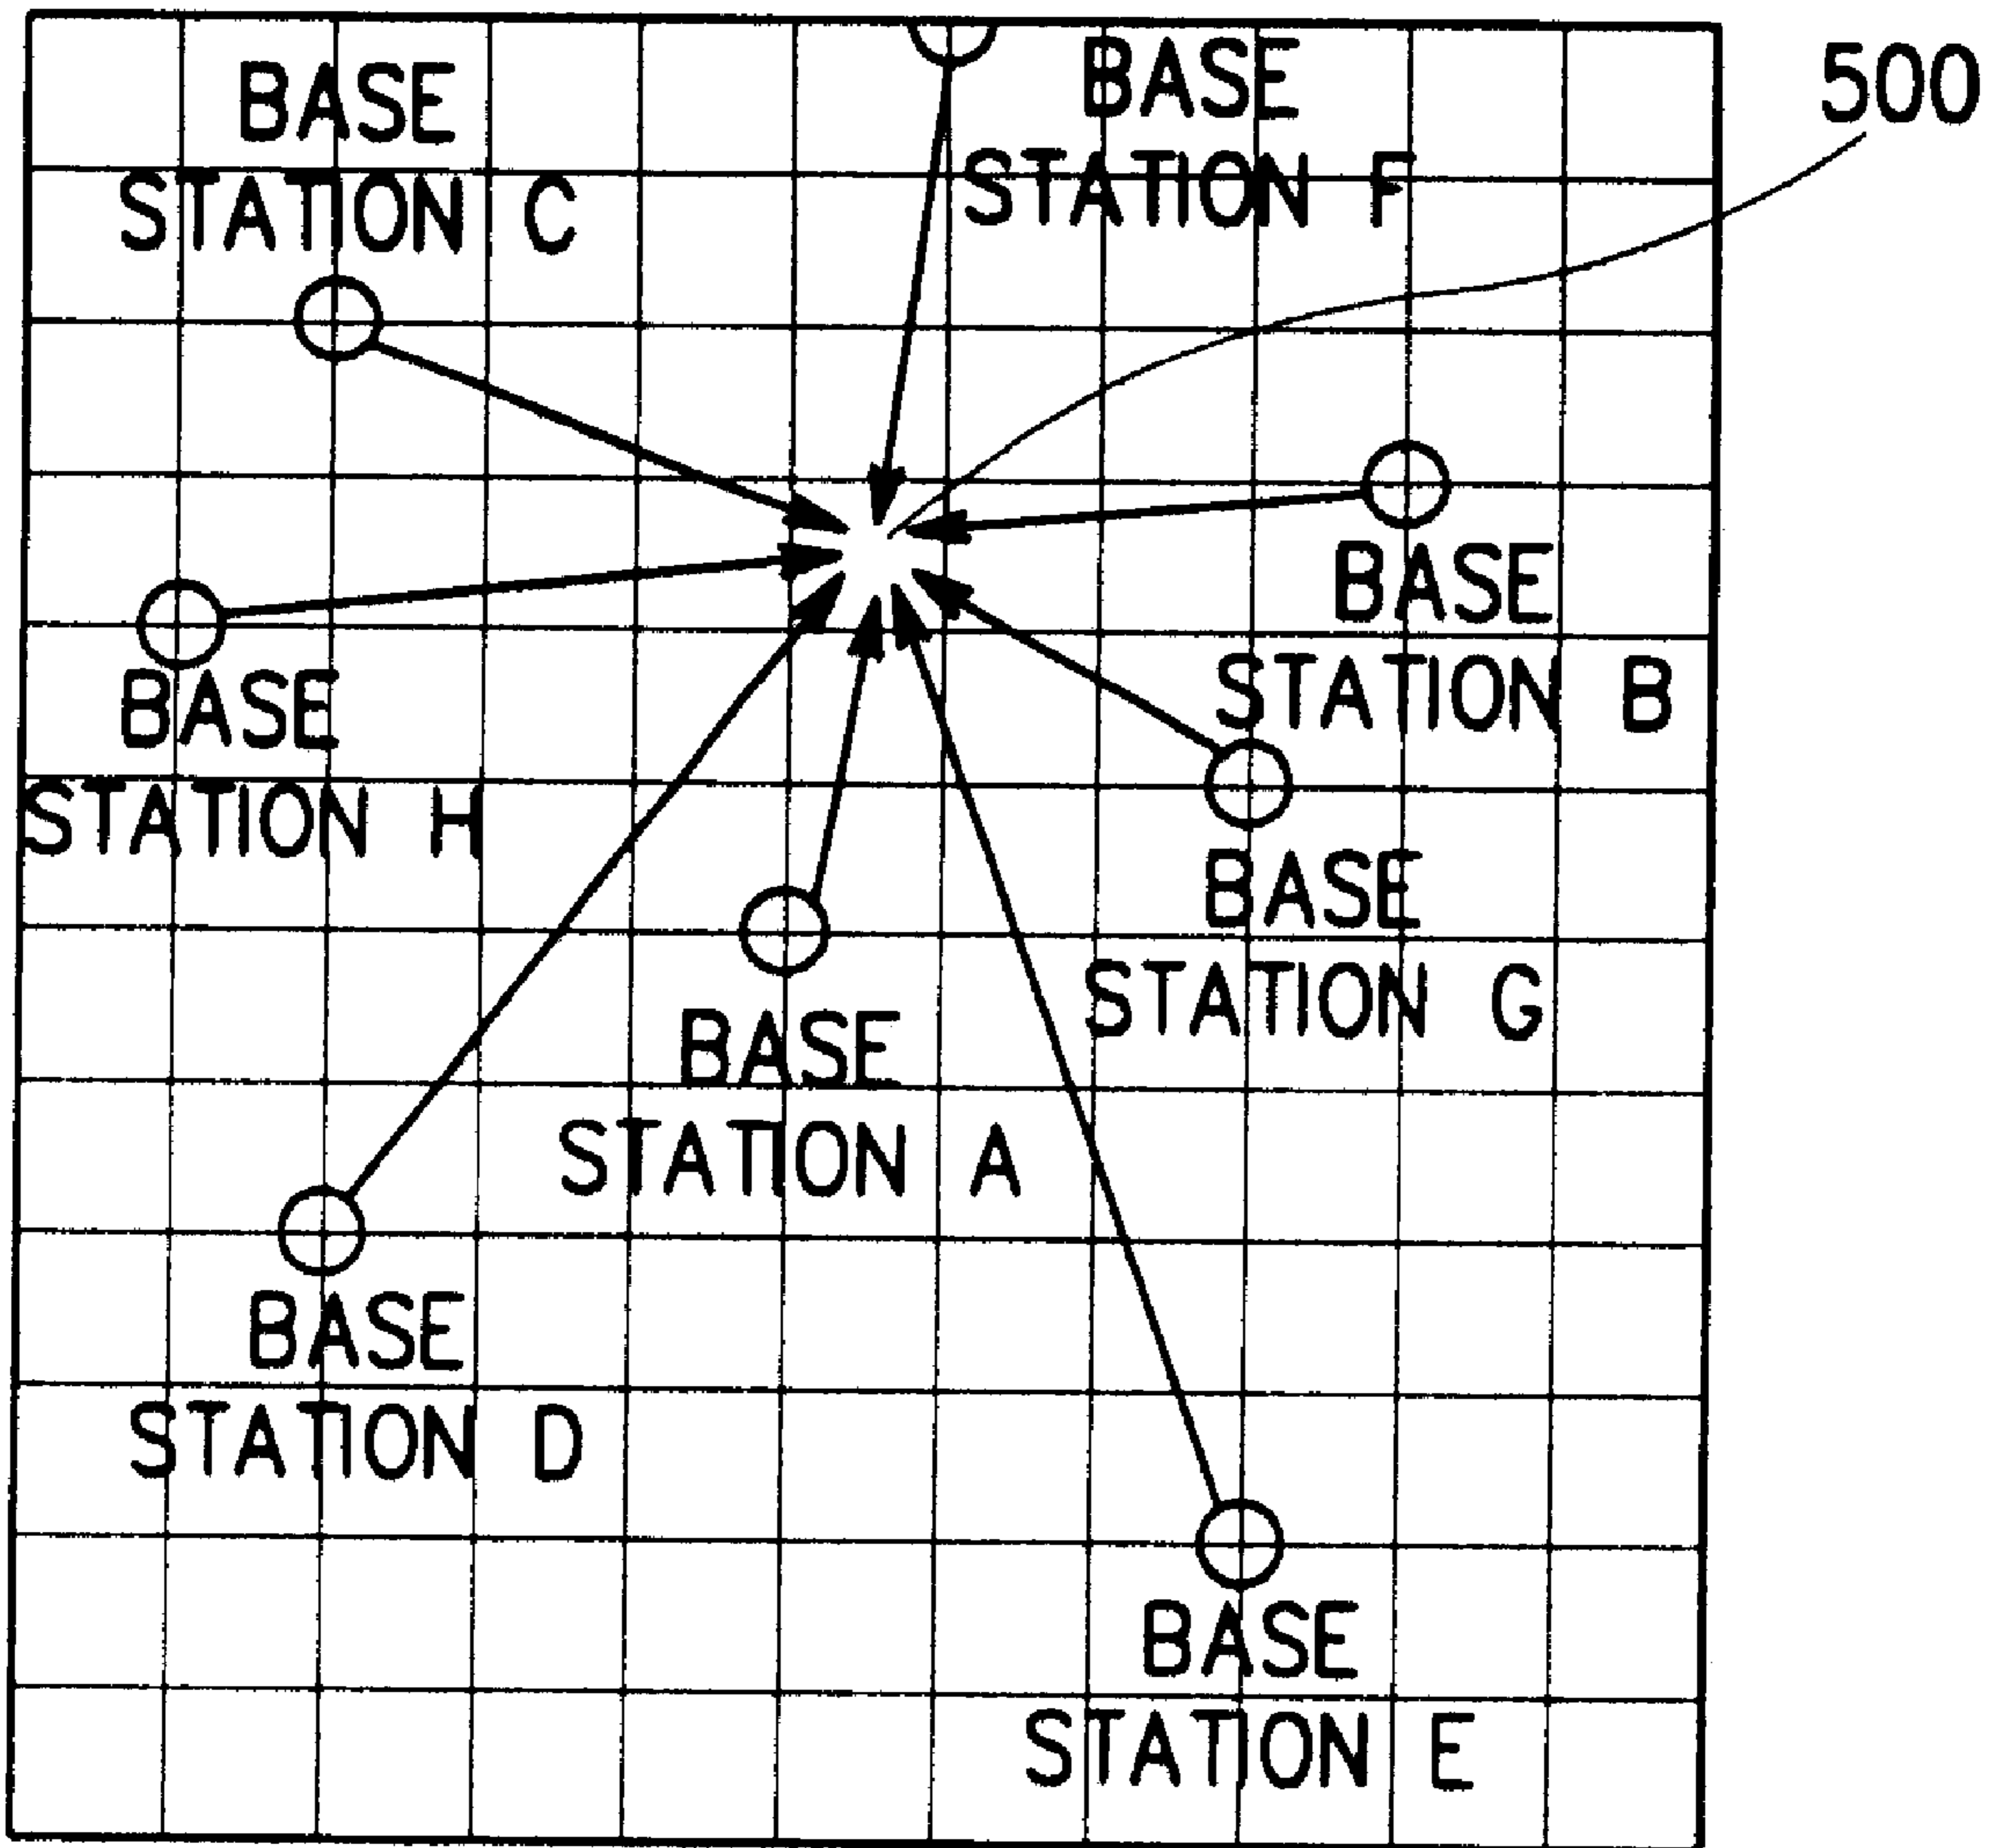 BASE
STATION C
BASE
STATION F
500
BASE
STATION B
BASE
STATION H
BASE
STATION G
BASE
STATION A
BASE
STATION D
BASE
STATION E